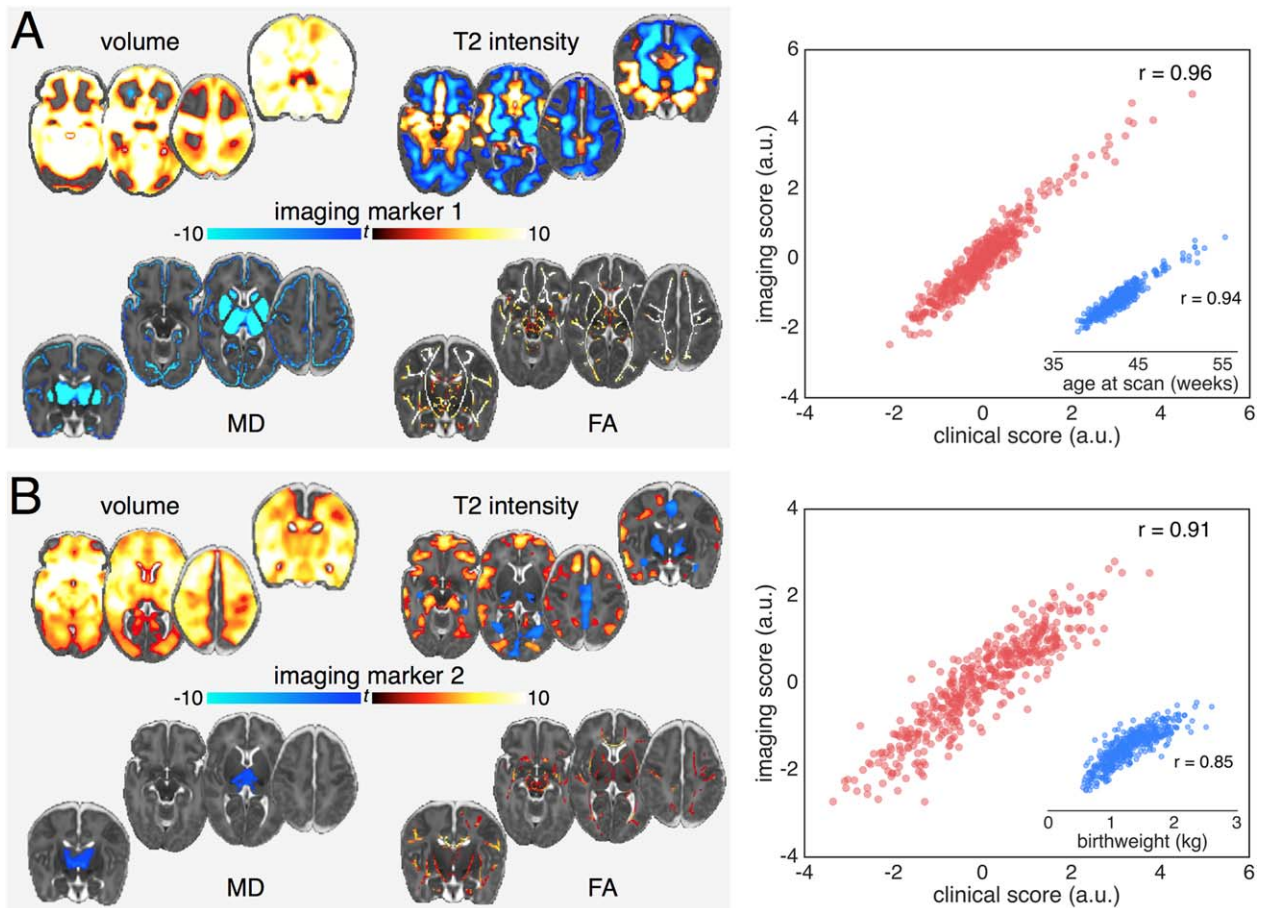 A
volume
T2 intensity
imaging marker 1
-10 t 10
MD
FA
6
4
2
0
-2
-4
-4 -2 0 2 4 6
imaging score (a.u.)
clinical score (a.u.)
r = 0.96
r = 0.94
35 45 55
age at scan (weeks)
B
volume
T2 intensity
imaging marker 2
-10 t 10
MD
FA
4
2
0
-2
-4
-4 -2 0 2 4 6
imaging score (a.u.)
clinical score (a.u.)
r = 0.91
r = 0.85
0 1 2 3
birthweight (kg)